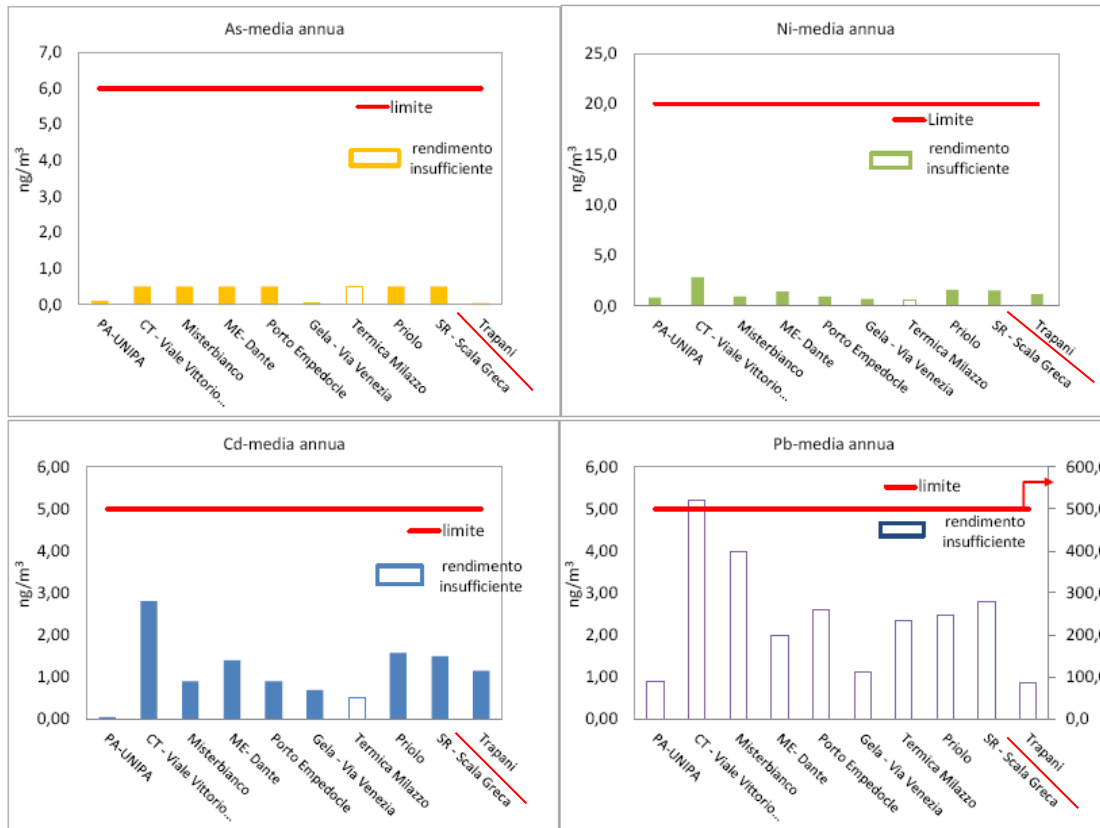 As-media annua
7,0
6,0
5,0
4,0
3,0
2,0
1,0
0,0
ng/m³
limite
rendimento
insufficiente
PA-UNIPA
CT - Viale Vittorio...
Misterbianco
ME- Dante
Porto Empedocle
Gela - Via Venezia
Termica Milazzo
Priolo
SR - Scala Greca
Trapani
Ni-media annua
25,0
20,0
15,0
10,0
5,0
0,0
ng/m³
Limite
rendimento
insufficiente
PA-UNIPA
CT - Viale Vittorio...
Misterbianco
ME- Dante
Porto Empedocle
Gela - Via Venezia
Termica Milazzo
Priolo
SR - Scala Greca
Trapani
Cd-media annua
6,00
5,00
4,00
3,00
2,00
1,00
0,00
ng/m³
limite
rendimento
insufficiente
PA-UNIPA
CT - Viale Vittorio...
Misterbianco
ME- Dante
Porto Empedocle
Gela - Via Venezia
Termica Milazzo
Priolo
SR - Scala Greca
Trapani
Pb-media annua
6,00
5,00
4,00
3,00
2,00
1,00
0,00
ng/m³
limite
rendimento
insufficiente
600,0
500,0
400,0
300,0
200,0
100,0
0,0
PA-UNIPA
CT - Viale Vittorio...
Misterbianco
ME- Dante
Porto Empedocle
Gela - Via Venezia
Termica Milazzo
Priolo
SR - Scala Greca
Trapani